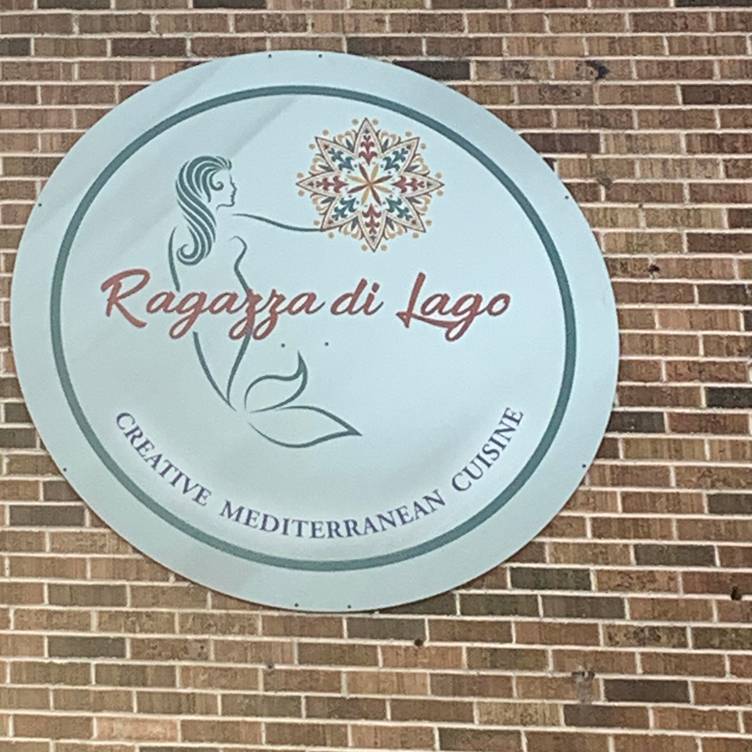 Ragazza di Lago
CREATIVE MEDITERRANEAN CUISINE